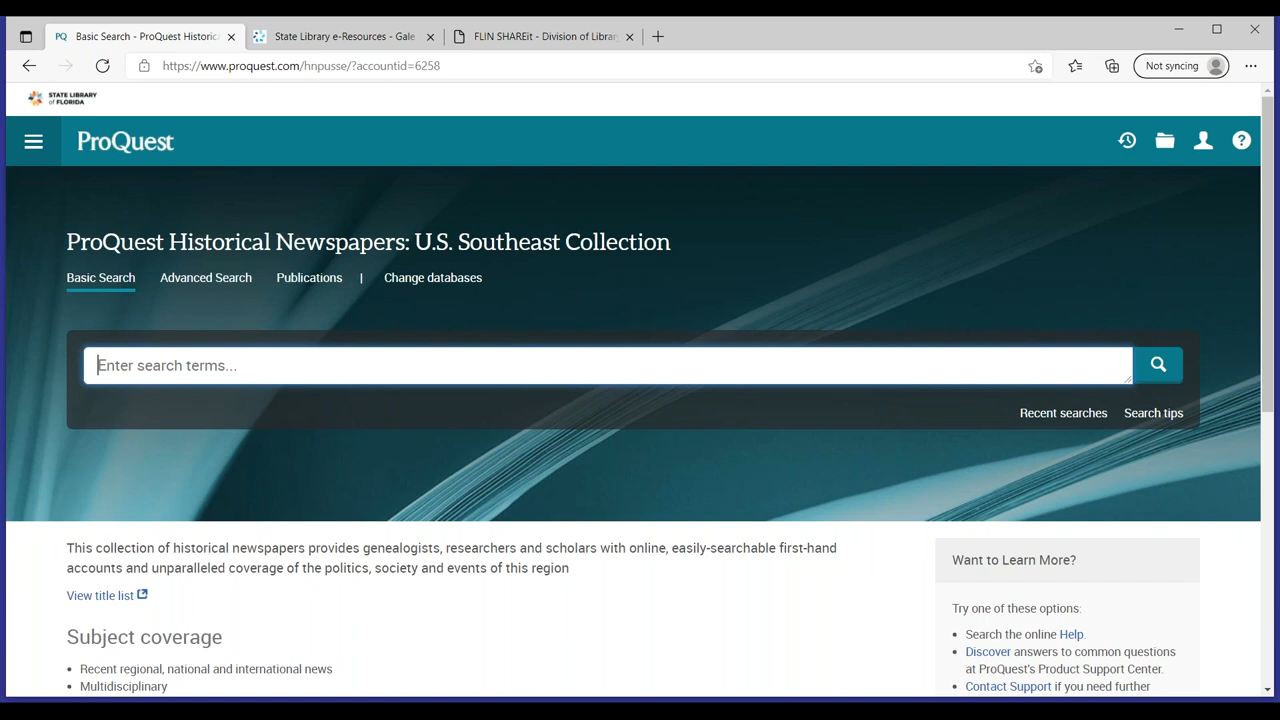 Basic Search - ProQuest Historic
State Library e-Resources - Gale
FLIN SHAREit - Division of Librar
https://www.proquest.com/hnpusse/?accountid=6258
Not syncing
STATE LIBRARY
of FLORIDA
ProQuest
ProQuest Historical Newspapers: U.S. Southeast Collection
Basic Search Advanced Search Publications | Change databases
Enter search terms...
Recent searches Search tips
This collection of historical newspapers provides genealogists, researchers and scholars with online, easily-searchable first-hand
accounts and unparalleled coverage of the politics, society and events of this region
View title list
Subject coverage
• Recent regional, national and international news
• Multidisciplinary
Want to Learn More?
Try one of these options:
• Search the online Help.
• Discover answers to common questions
at ProQuest's Product Support Center.
• Contact Support if you need further